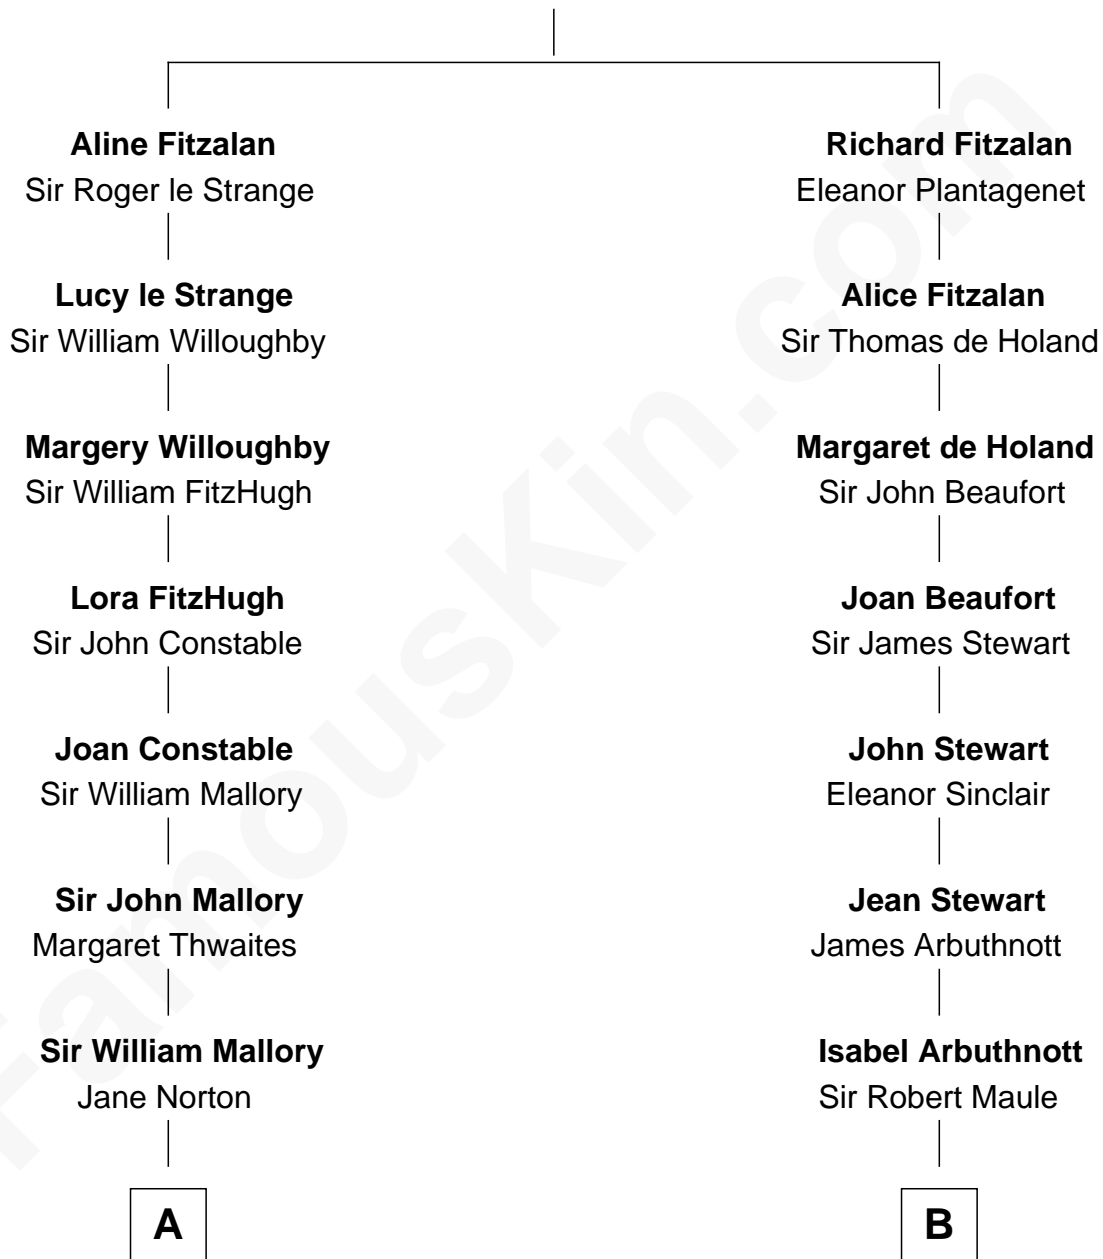 Aline Fitzalan
Sir Roger le Strange
Lucy le Strange
Sir William Willoughby
Margery Willoughby
Sir William FitzHugh
Lora FitzHugh
Sir John Constable
Joan Constable
Sir William Mallory
Sir John Mallory
Margaret Thwaites
Sir William Mallory
Jane Norton
A
Richard Fitzalan
Eleanor Plantagenet
Alice Fitzalan
Sir Thomas de Holand
Margaret de Holand
Sir John Beaufort
Joan Beaufort
Sir James Stewart
John Stewart
Eleanor Sinclair
Jean Stewart
James Arbuthnott
Isabel Arbuthnott
Sir Robert Maule
B
FamousKin.com